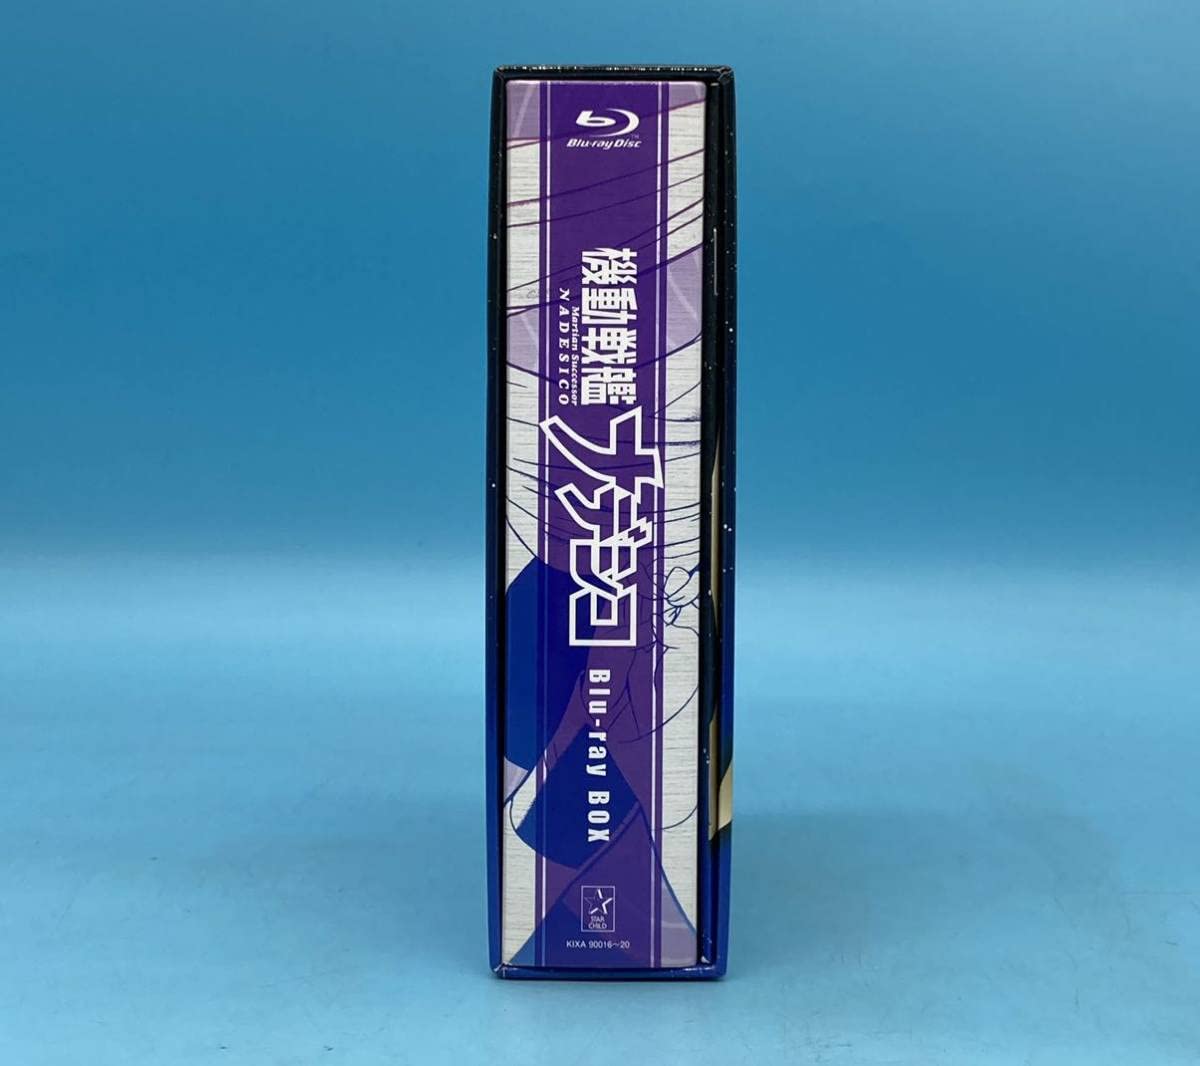 Blu-ray Disc™
機動戦艦
Martian Successor
NADESICO
ナデシコ
Blu-ray BOX
STAR
CHILD
KIXA 90016～20